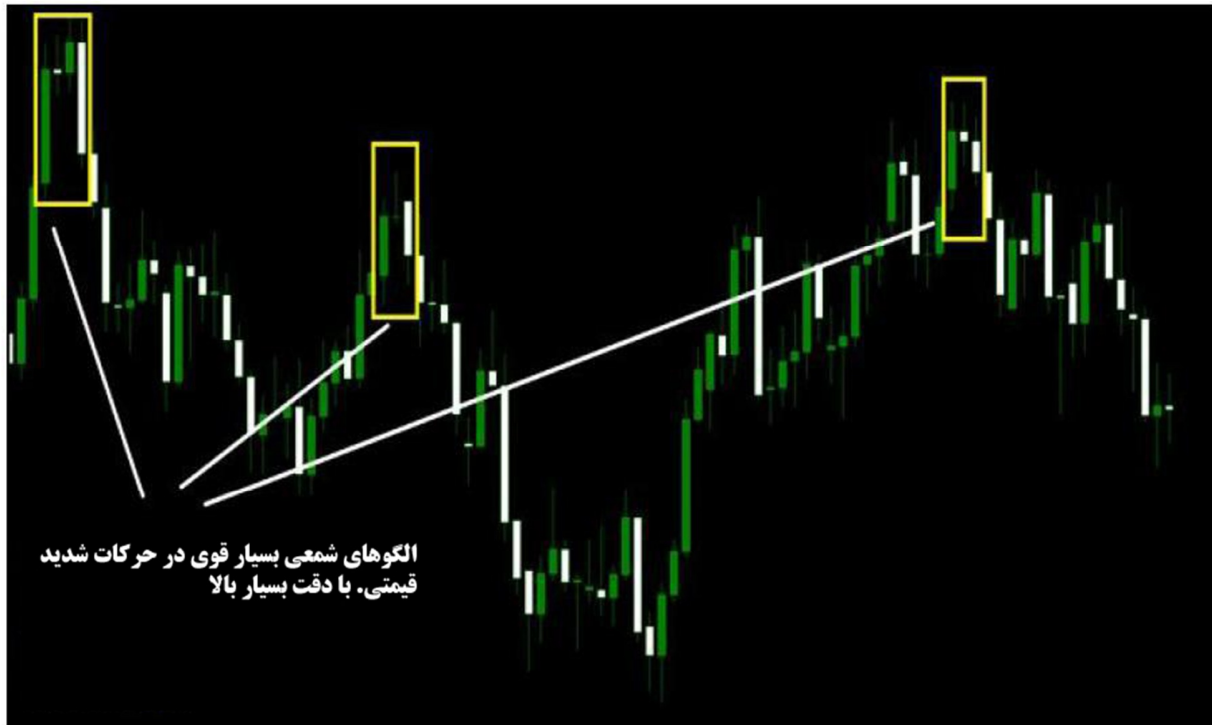 الگوهای شمعی بسیار قوی در حرکات شدید
قیمتی. با دقت بسیار بالا